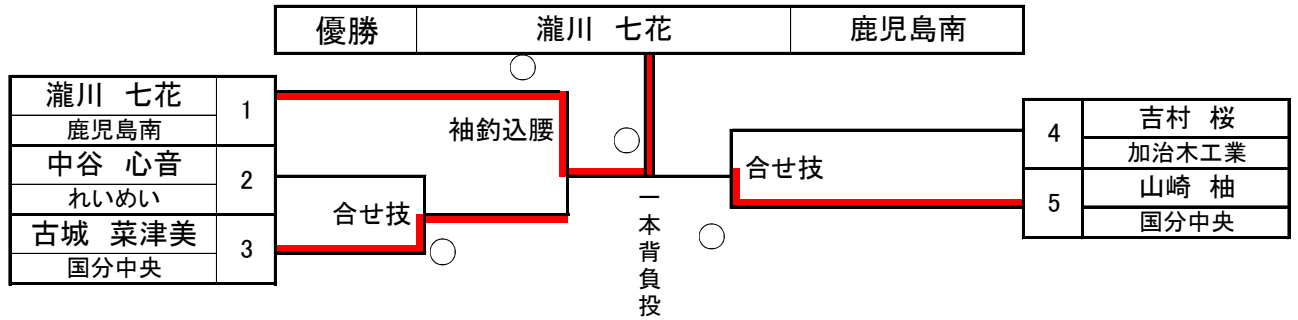 優勝 瀧川 七花 鹿児島南
瀧川 七花 1
鹿児島南
中谷 心音 2
れいめい
古城 菜津美 3
国分中央
袖釣込腰
合せ技
一本背負投
合せ技
4 吉村 桜
加治木工業
5 山崎 柚
国分中央